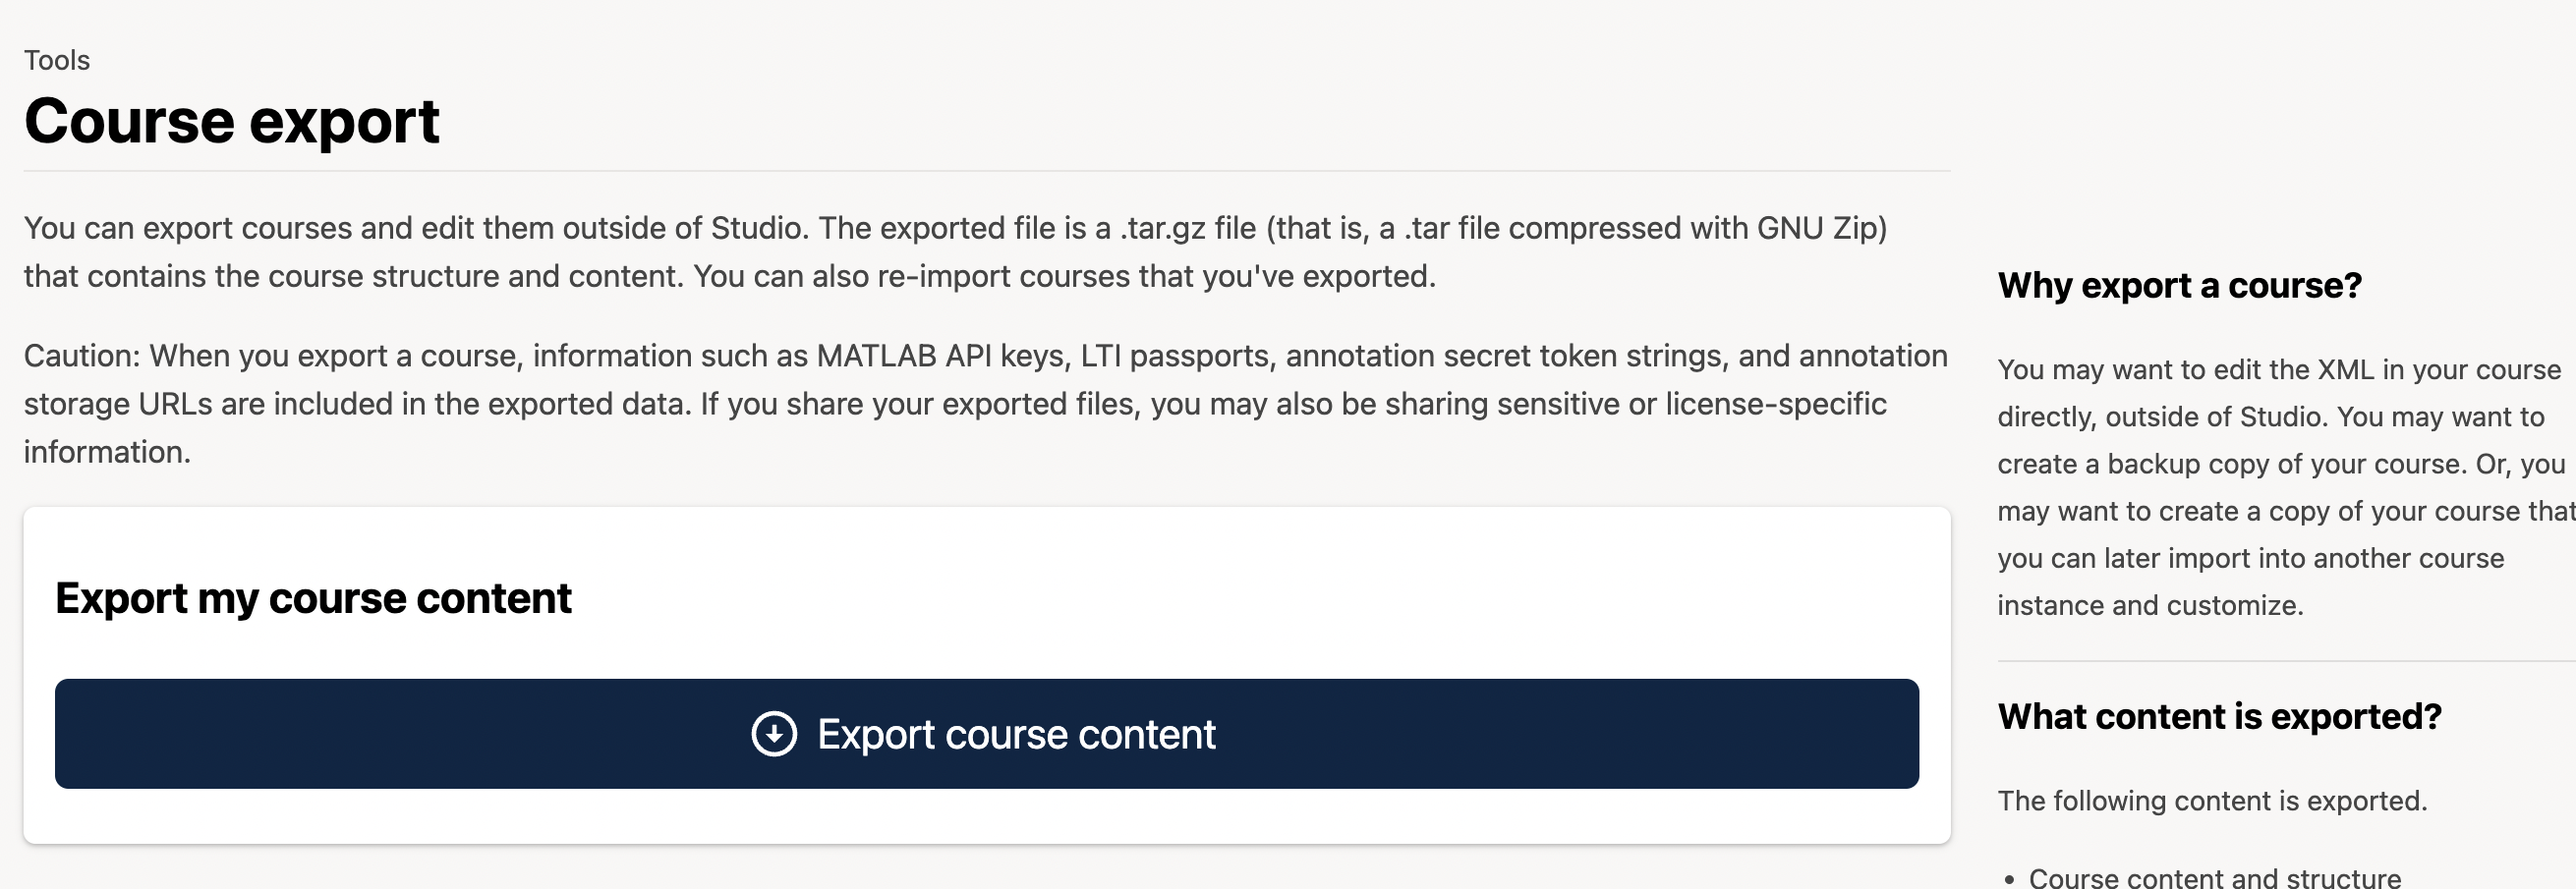 Tools
Course export
You can export courses and edit them outside of Studio. The exported file is a .tar.gz file (that is, a .tar file compressed with GNU Zip)
that contains the course structure and content. You can also re-import courses that you've exported.
Caution: When you export a course, information such as MATLAB API keys, LTI passports, annotation secret token strings, and annotation
storage URLs are included in the exported data. If you share your exported files, you may also be sharing sensitive or license-specific
information.
Export my course content
Export course content
Why export a course?
You may want to edit the XML in your course
directly, outside of Studio. You may want to
create a backup copy of your course. Or, you
may want to create a copy of your course that
you can later import into another course
instance and customize.
What content is exported?
The following content is exported.
• Course content and structure